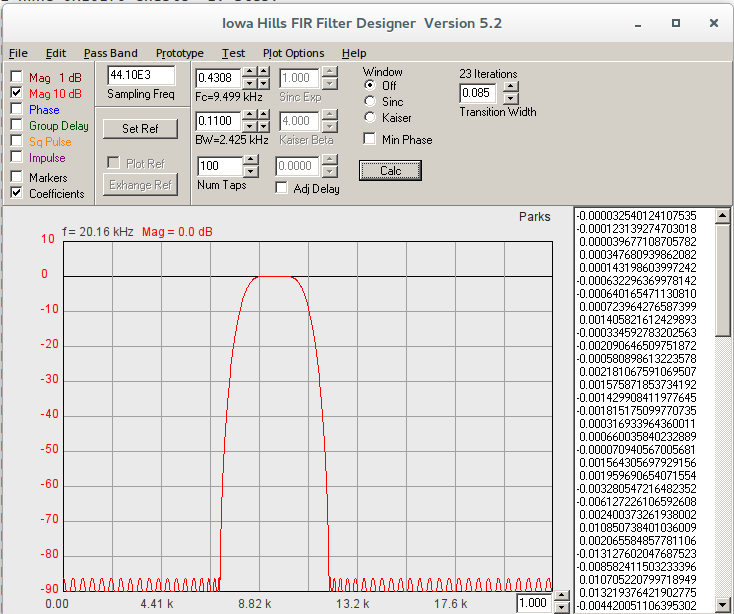 Iowa Hills FIR Filter Designer Version 5.2
File Edit Pass Band Prototype Test Plot Options Help
Mag 1 dB
Mag 10 dB
Phase
Group Delay
Sq Pulse
Impulse
Markers
Coefficients
44.10E3
Sampling Freq
Set Ref
Plot Ref
Exhange Ref
0.4308
Fc=9.499 kHz
0.1100
BW=2.425 kHz
100
Num Taps
1.000
Sinc Exp
4.000
Kaiser Beta
0.0000
Adj Delay
Window
Off
Sinc
Kaiser
Min Phase
Calc
23 Iterations
0.085
Transition Width
Parks
f= 20.16 kHz Mag = 0.0 dB
10
0
-10
-20
-30
-40
-50
-60
-70
-80
-90
0.00 4.41 k 8.82 k 13.2 k 17.6 k
1.000
-0.000032540124107535
-0.000123139274703018
0.000039677108705782
0.000347680939862082
0.000143198603997242
-0.000632296369978142
-0.000640165471130810
0.000723964276587399
0.001405821612429893
-0.000334592783202563
-0.002090646509751872
-0.000580898613223578
0.002181067591069507
0.001575871853734192
-0.001429908411977645
-0.001815175099770735
0.000316933964360011
0.000660035840232889
-0.000070940567005681
0.001564305697929156
0.001959690654071554
-0.003280547216482352
-0.006127226106592608
0.002400373261938002
0.010850738401036009
0.002065584857781106
-0.013127602047687523
-0.008582411503233396
0.010705220799718949
0.013219376421902775
-0.004420051106395302